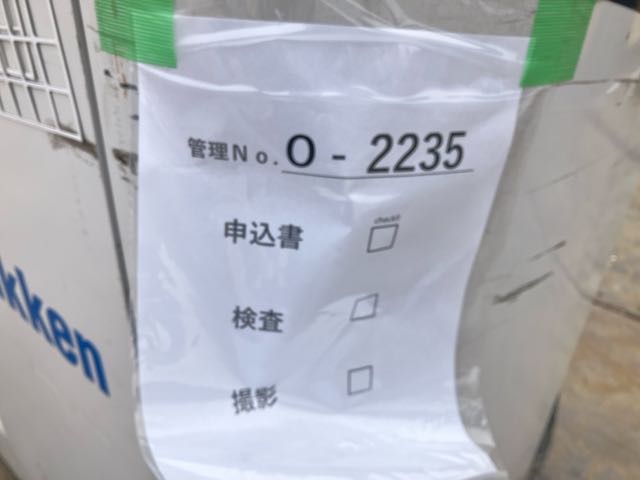 管理No. O - 2235
check!!
申込書 □
検査 □
撮影 □
kken